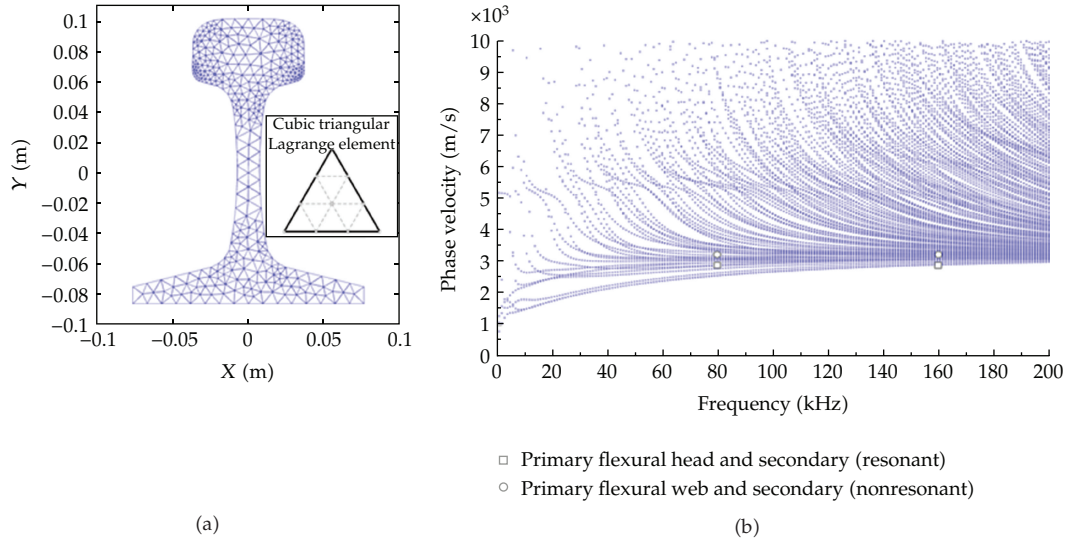 0.1
0.08
0.06
0.04
0.02
0
−0.02
−0.04
−0.06
−0.08
−0.1
−0.1
−0.05
0
0.05
0.1
Y (m)
X (m)
Cubic triangular
Lagrange element
(a)
×10³
10
9
8
7
6
5
4
3
2
1
0
0 20 40 60 80 100 120 140 160 180 200
Phase velocity (m/s)
Frequency (kHz)
Primary flexural head and secondary (resonant)
Primary flexural web and secondary (nonresonant)
(b)